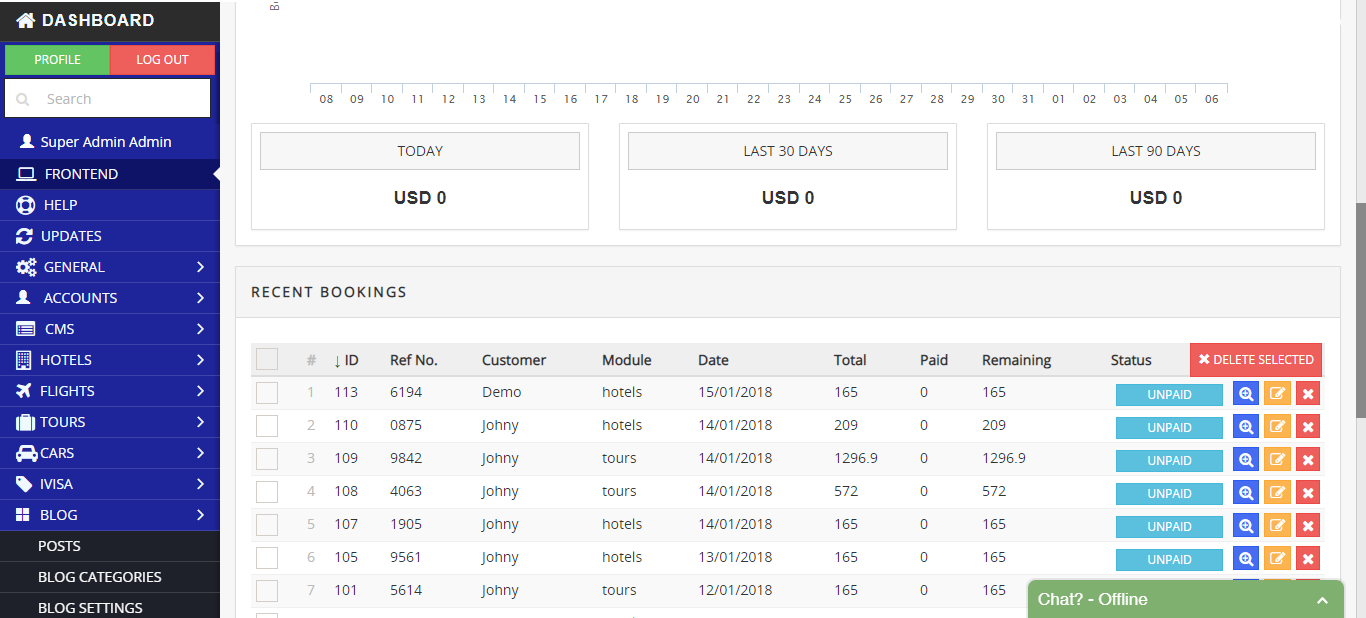 DASHBOARD
PROFILE
LOG OUT
Search
Super Admin Admin
FRONTEND
HELP
UPDATES
GENERAL
ACCOUNTS
CMS
HOTELS
FLIGHTS
TOURS
CARS
IVISA
BLOG
POSTS
BLOG CATEGORIES
BLOG SETTINGS
08 09 10 11 12 13 14 15 16 17 18 19 20 21 22 23 24 25 26 27 28 29 30 31 01 02 03 04 05 06
TODAY
USD 0
LAST 30 DAYS
USD 0
LAST 90 DAYS
USD 0
RECENT BOOKINGS
# ↓ ID Ref No. Customer Module Date Total Paid Remaining Status ✖ DELETE SELECTED
1 113 6194 Demo hotels 15/01/2018 165 0 165 UNPAID
2 110 0875 Johny hotels 14/01/2018 209 0 209 UNPAID
3 109 9842 Johny tours 14/01/2018 1296.9 0 1296.9 UNPAID
4 108 4063 Johny tours 14/01/2018 572 0 572 UNPAID
5 107 1905 Johny hotels 14/01/2018 165 0 165 UNPAID
6 105 9561 Johny hotels 13/01/2018 165 0 165 UNPAID
7 101 5614 Johny tours 12/01/2018 165 0 165
Chat? - Offline